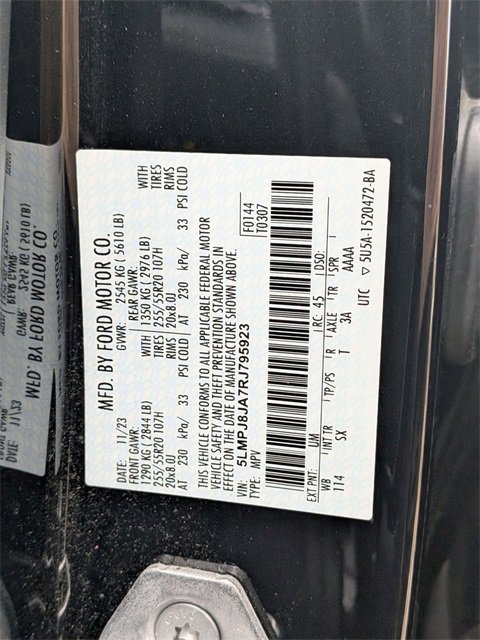 MFD. BY FORD MOTOR CO.
DATE: 11/23 GVWR: 2545 KG ( 5610 LB)
FRONT GAWR: REAR GAWR:
1290 KG (2844 LB) WITH 1350 KG (2976 LB) WITH
255/55R20 107H TIRES 255/55R20 107H TIRES
20x8.0J RIMS 20x8.0J RIMS
AT 230 kPa/ 33 PSI COLD AT 230 kPa/ 33 PSI COLD
THIS VEHICLE CONFORMS TO ALL APPLICABLE FEDERAL MOTOR
VEHICLE SAFETY AND THEFT PREVENTION STANDARDS IN
EFFECT ON THE DATE OF MANUFACTURE SHOWN ABOVE.
VIN: 5LMPJ8JA7RJ795923
TYPE: MPV
F0144
T0307
EXT PNT: UM RC: 45 DSO:
WB INT TR TP/PS R AXLE TR SPR
114 SX T 3A AAAA
UTC ▽ 5U5A-1520472-BA